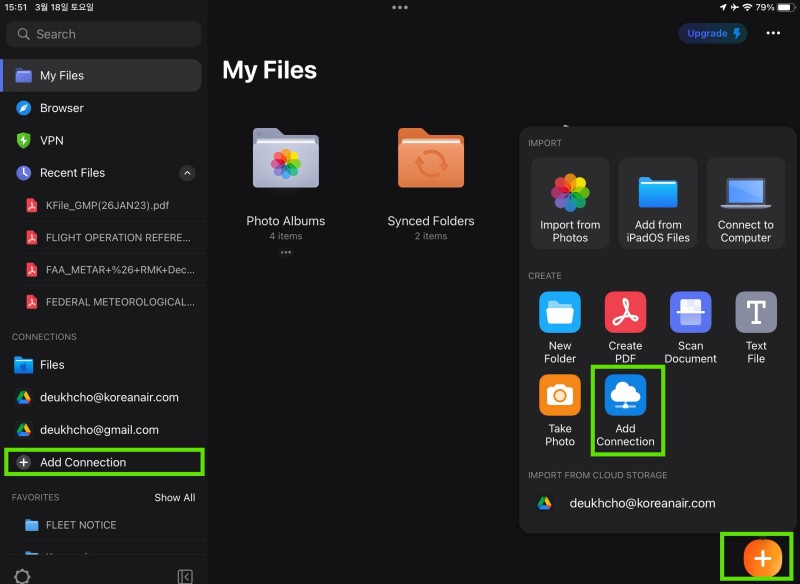 15:51 3월 18일 토요일
79%
Search
Upgrade
My Files
Browser
VPN
Recent Files
KFile_GMP(26JAN23).pdf
FLIGHT OPERATION REFERE...
FAA_METAR+%26+RMK+Dec...
FEDERAL METEOROLOGICAL...
CONNECTIONS
Files
deukhcho@koreanair.com
deukhcho@gmail.com
Add Connection
FAVORITES Show All
FLEET NOTICE
My Files
Photo Albums
4 items
Synced Folders
2 items
IMPORT
Import from
Photos
Add from
iPadOS Files
Connect to
Computer
CREATE
New
Folder
Create
PDF
Scan
Document
T
Text
File
Take
Photo
Add
Connection
IMPORT FROM CLOUD STORAGE
deukhcho@koreanair.com